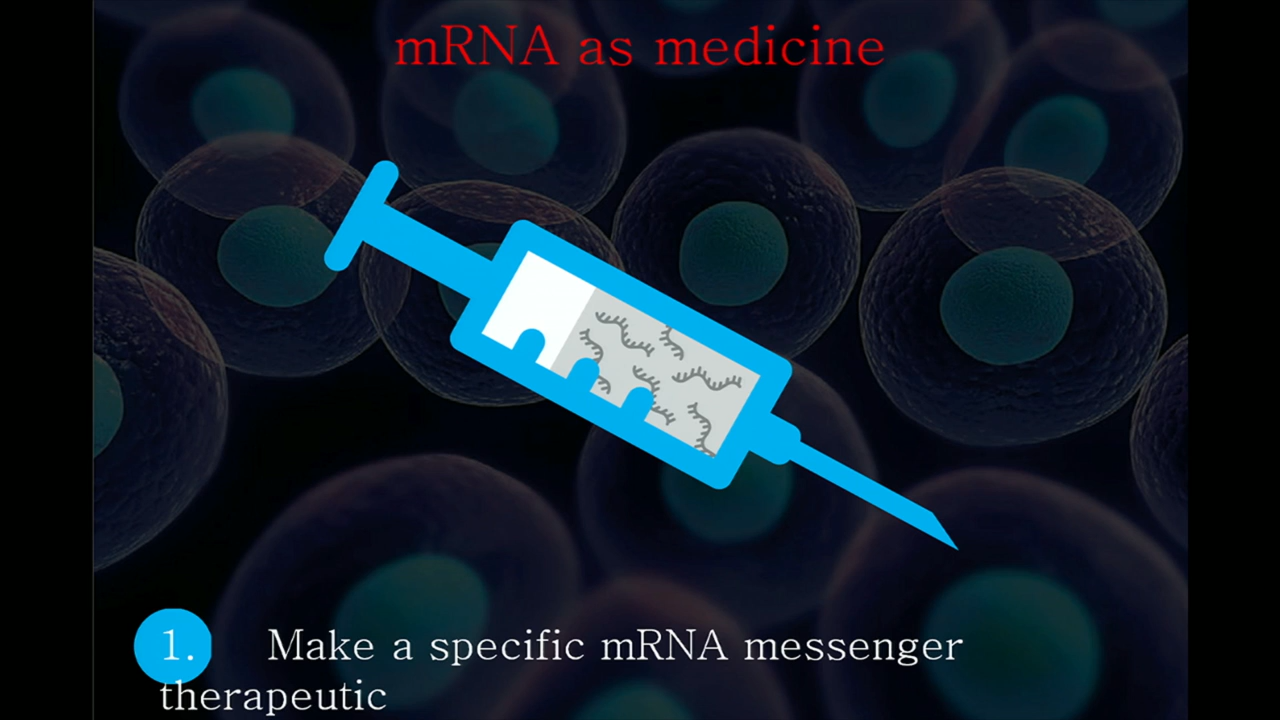 mRNA as medicine
1. Make a specific mRNA messenger
therapeutic